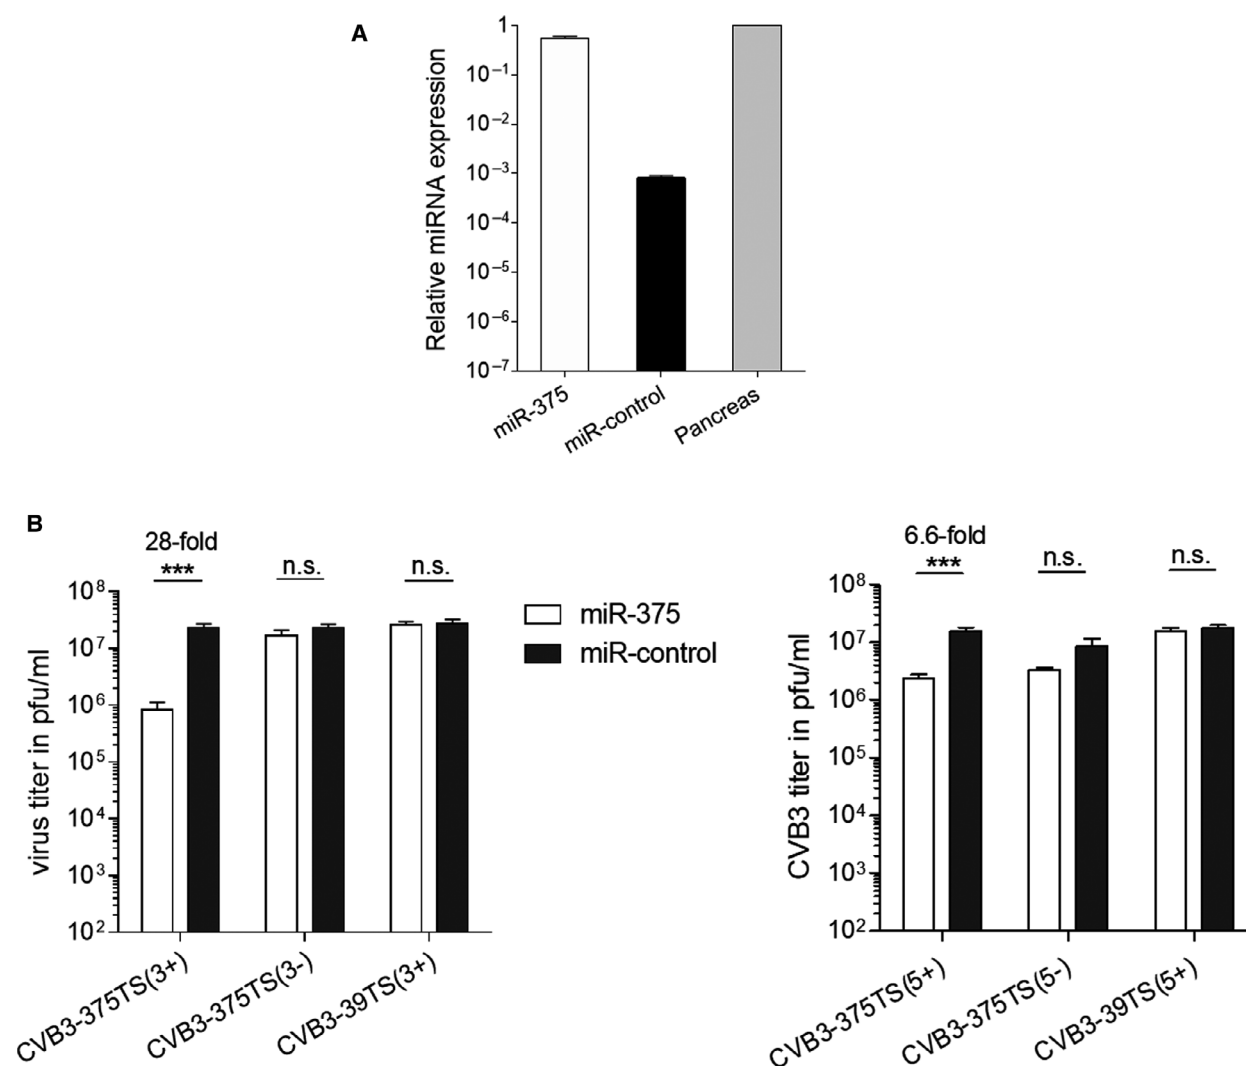 A
Relative miRNA expression
1
10⁻¹
10⁻²
10⁻³
10⁻⁴
10⁻⁵
10⁻⁶
10⁻⁷
miR-375
miR-control
Pancreas
B
virus titer in pfu/ml
10⁸
10⁷
10⁶
10⁵
10⁴
10³
10²
28-fold
***
n.s.
n.s.
CVB3-375TS(3+)
CVB3-375TS(3-)
CVB3-39TS(3+)
miR-375
miR-control
CVB3 titer in pfu/ml
10⁸
10⁷
10⁶
10⁵
10⁴
10³
10²
6.6-fold
***
n.s.
n.s.
CVB3-375TS(5+)
CVB3-375TS(5-)
CVB3-39TS(5+)